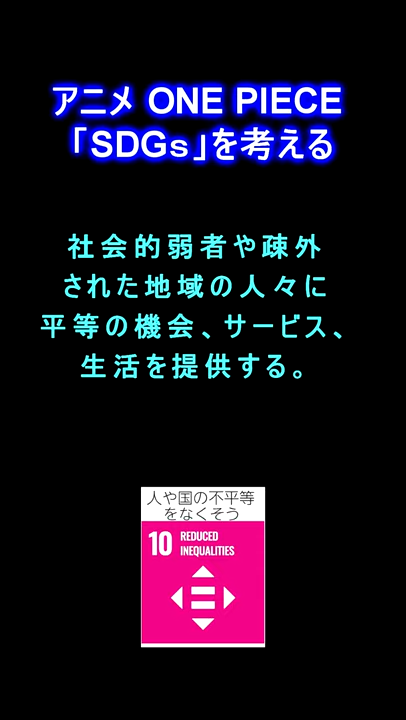 アニメ ONE PIECE
「SDGs」を考える
社会的弱者や疎外
された地域の人々に
平等の機会、サービス、
生活を提供する。
人や国の不平等
をなくそう
10 REDUCED
INEQUALITIES